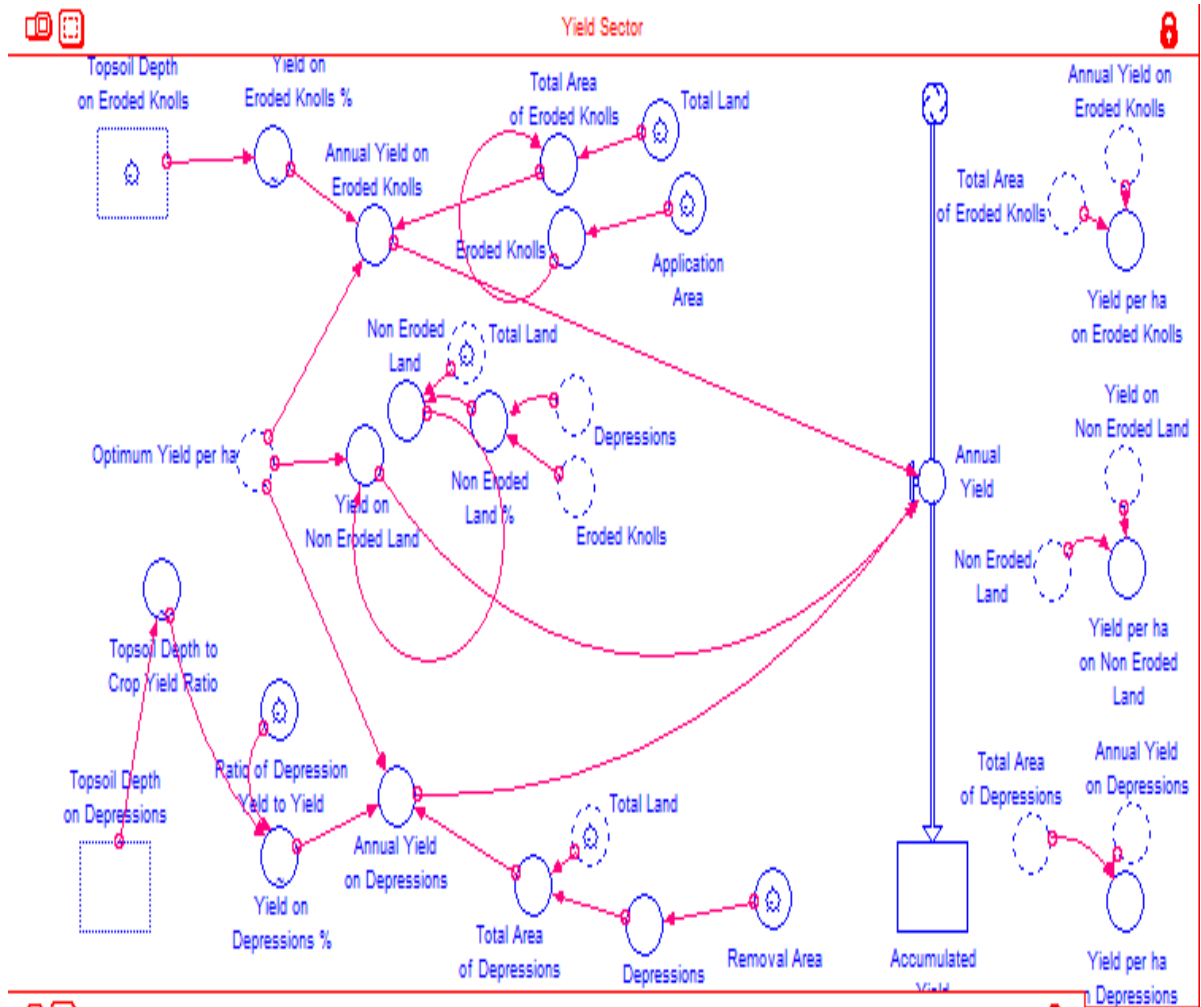 Yield Sector
Topsoil Depth
on Eroded Knolls
Yield on
Eroded Knolls %
Total Area
of Eroded Knolls
Total Land
Annual Yield on
Eroded Knolls
Eroded Knolls
Application
Area
Annual Yield on
Eroded Knolls
Total Area
of Eroded Knolls
Yield per ha
on Eroded Knolls
Non Eroded
Land
Total Land
Depressions
Optimum Yield per ha
Yield on
Non Eroded Land
Non Eroded
Land %
Eroded Knolls
Annual
Yield
Yield on
Non Eroded Land
Non Eroded
Land
Yield per ha
on Non Eroded
Land
Topsoil Depth to
Crop Yield Ratio
Topsoil Depth
on Depressions
Ratio of Depression
Yield to Yield
Yield on
Depressions %
Annual Yield
on Depressions
Total Land
Total Area
of Depressions
Depressions
Removal Area
Accumulated
Yield
Total Area
of Depressions
Annual Yield
on Depressions
Yield per ha
n Depressions